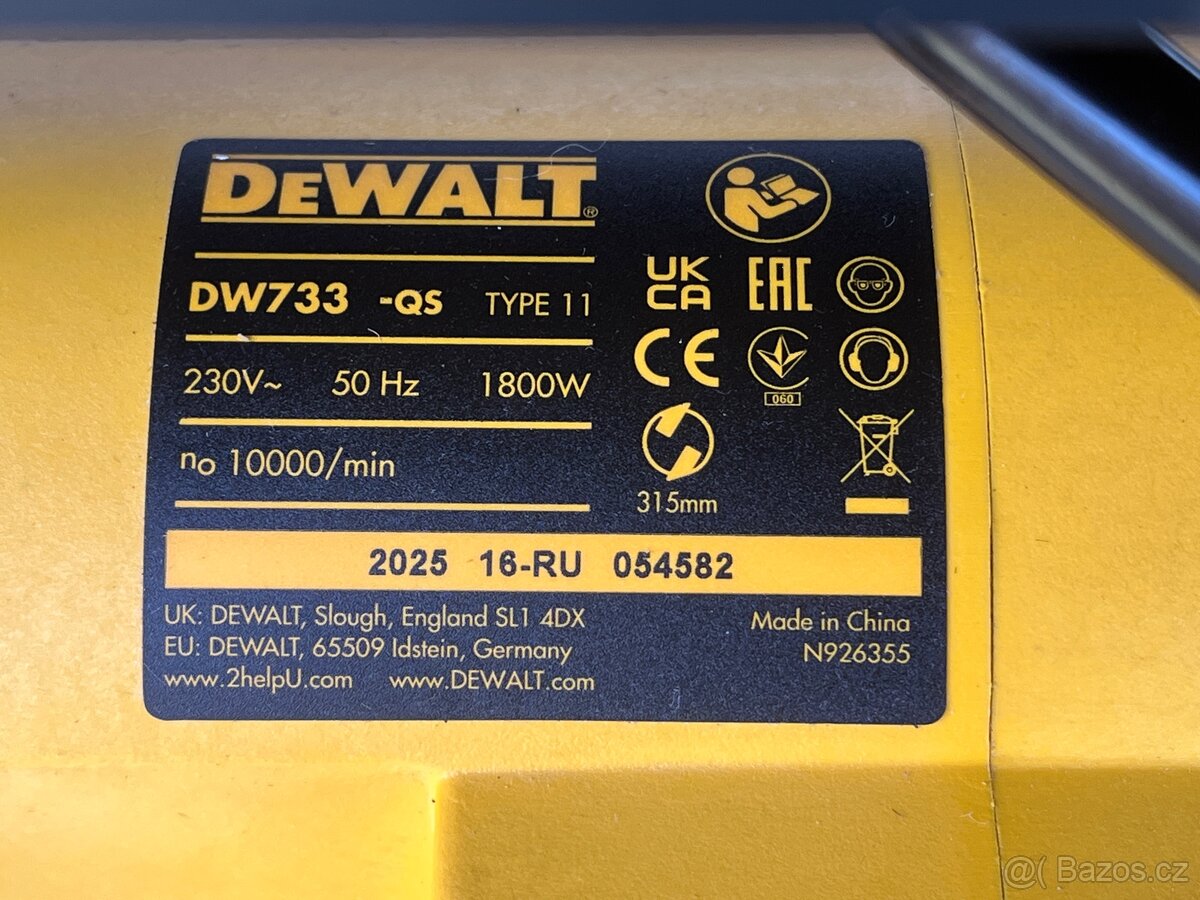 DEWALT®
DW733 -QS TYPE 11
230V~ 50 Hz 1800W
no 10000/min
UK
CA
EAC
CE
060
315mm
2025 16-RU 054582
UK: DEWALT, Slough, England SL1 4DX
EU: DEWALT, 65509 Idstein, Germany
www.2helpU.com www.DEWALT.com
Made in China
N926355
@( Bazos.cz